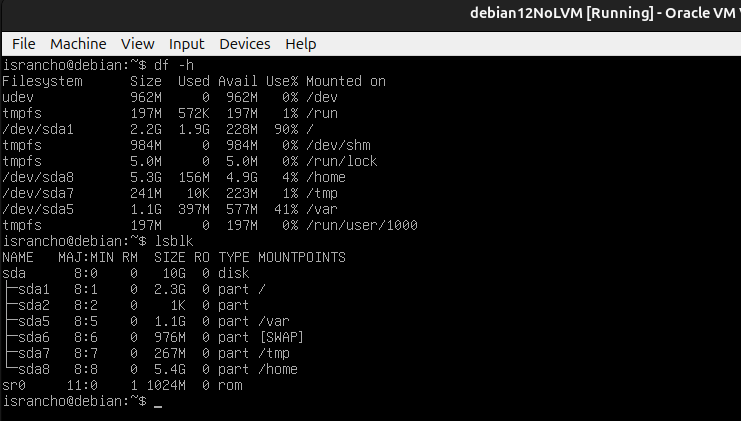 debian12NoLVM [Running] - Oracle VM
File Machine View Input Devices Help
israncho@debian:~$ df -h
Filesystem      Size  Used Avail Use% Mounted on
udev            962M     0  962M   0% /dev
tmpfs           197M  572K  197M   1% /run
/dev/sda1       2.2G  1.9G  228M  90% /
tmpfs           984M     0  984M   0% /dev/shm
tmpfs           5.0M     0  5.0M   0% /run/lock
/dev/sda8       5.3G  156M  4.9G   4% /home
/dev/sda7       241M   10K  223M   1% /tmp
/dev/sda5       1.1G  397M  577M  41% /var
tmpfs           197M     0  197M   0% /run/user/1000
israncho@debian:~$ lsblk
NAME   MAJ:MIN RM  SIZE RO TYPE MOUNTPOINTS
sda      8:0    0   10G  0 disk
├─sda1   8:1    0  2.3G  0 part /
├─sda2   8:2    0    1K  0 part
├─sda5   8:5    0  1.1G  0 part /var
├─sda6   8:6    0  976M  0 part [SWAP]
├─sda7   8:7    0  267M  0 part /tmp
└─sda8   8:8    0  5.4G  0 part /home
sr0     11:0    1 1024M  0 rom
israncho@debian:~$ _